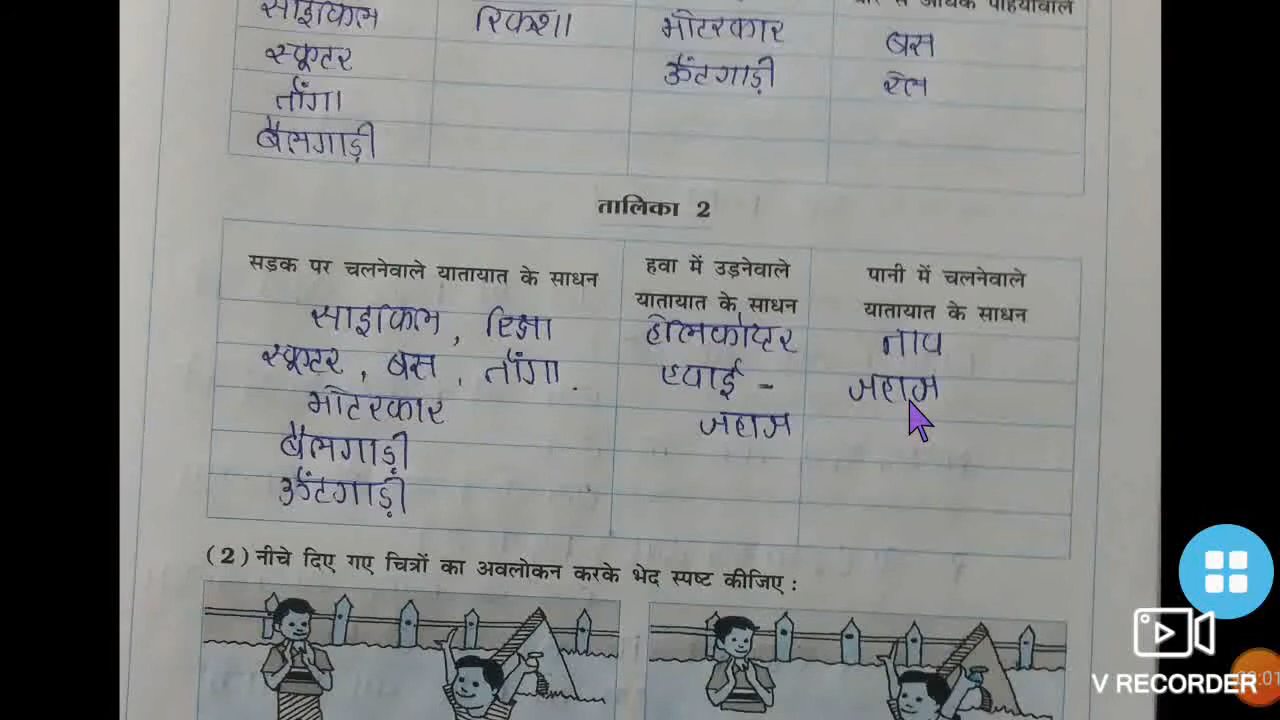 साइकिल रिकशा मोटरकार बस
स्कूटर ऊँटगाड़ी रेल
ताँगा
बैलगाड़ी
तालिका 2
सड़क पर चलनेवाले यातायात के साधन
हवा में उड़नेवाले यातायात के साधन
पानी में चलनेवाले यातायात के साधन
साइकिल, रिक्षा
स्कूटर, बस, ताँगा.
मोटरकार
बैलगाड़ी
ऊँटगाड़ी
हेलिकोप्टर
हवाई -
जहाज
नाव
जहाज
(2) नीचे दिए गए चित्रों का अवलोकन करके भेद स्पष्ट कीजिए :
V RECORDER